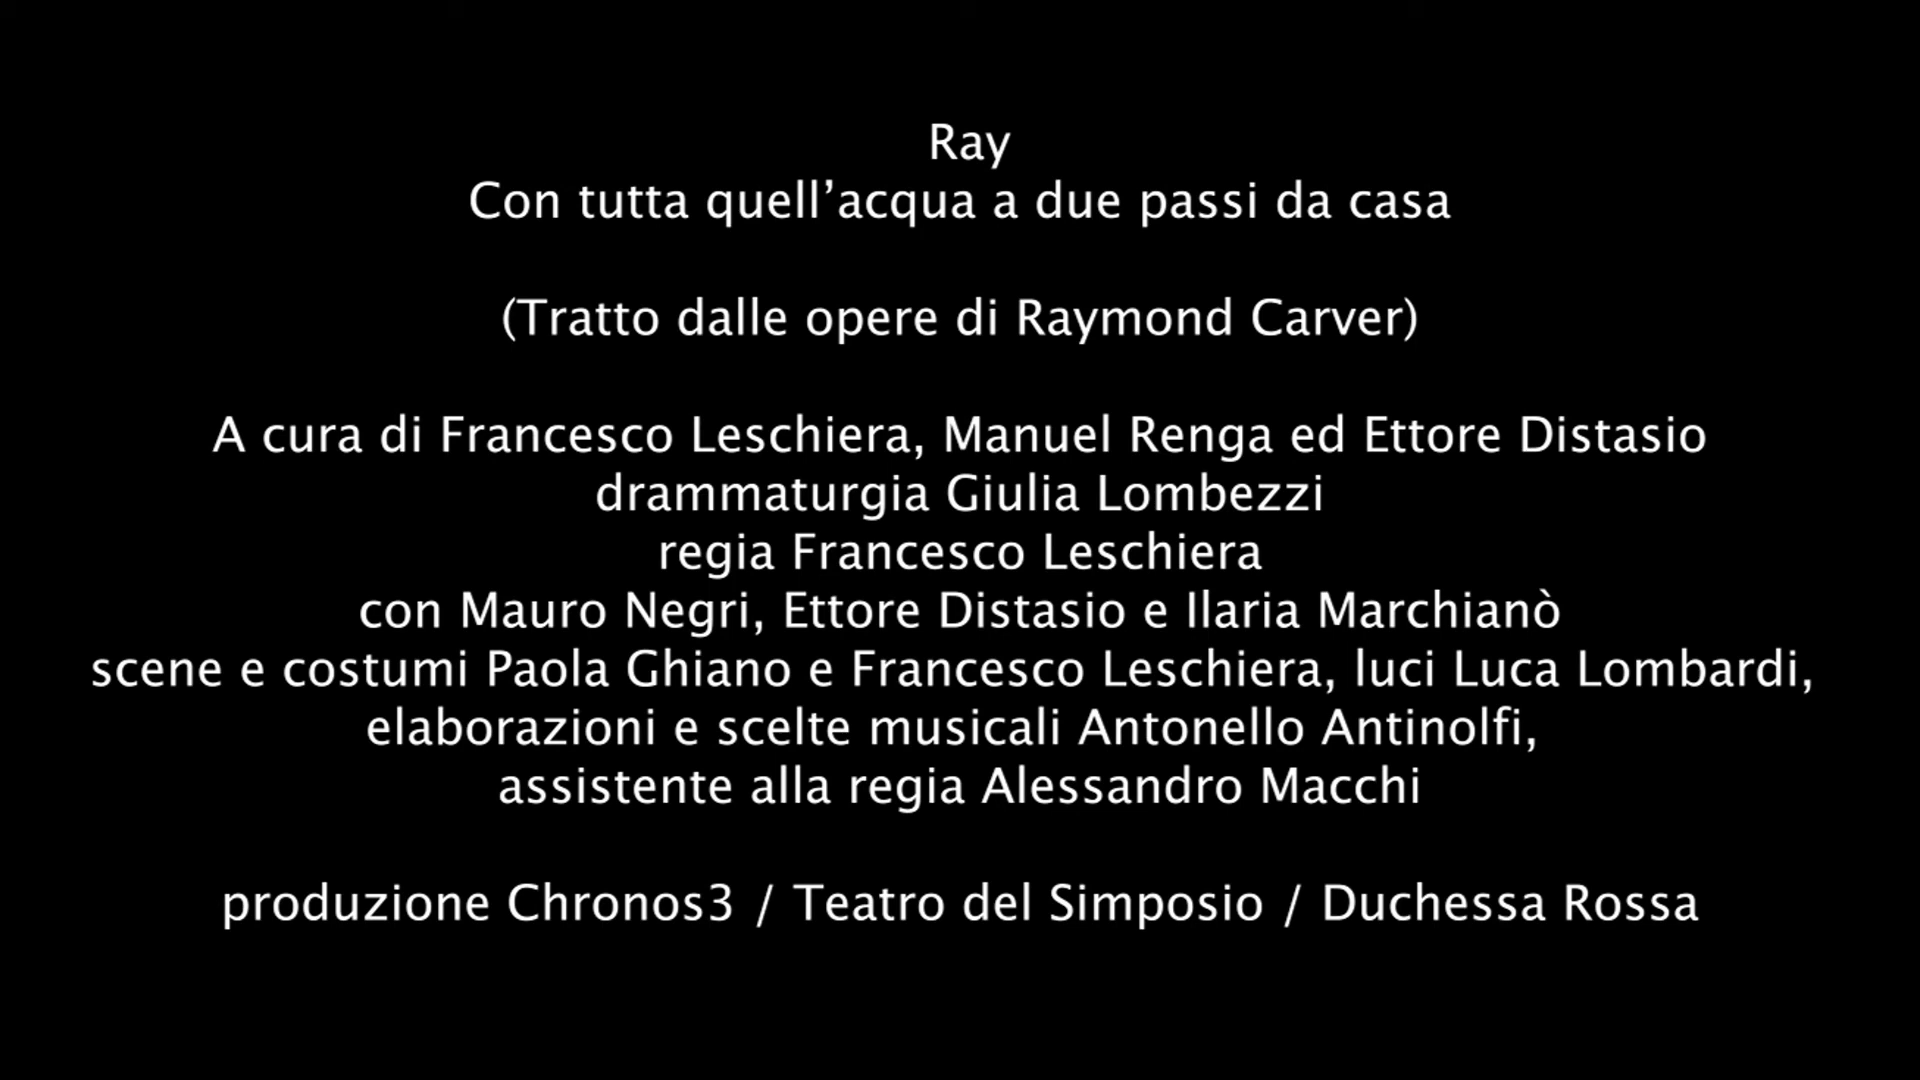 Ray
Con tutta quell’acqua a due passi da casa
(Tratto dalle opere di Raymond Carver)
A cura di Francesco Leschiera, Manuel Renga ed Ettore Distasio
drammaturgia Giulia Lombezzi
regia Francesco Leschiera
con Mauro Negri, Ettore Distasio e Ilaria Marchianò
scene e costumi Paola Ghiano e Francesco Leschiera, luci Luca Lombardi,
elaborazioni e scelte musicali Antonello Antinolfi,
assistente alla regia Alessandro Macchi
produzione Chronos3 / Teatro del Simposio / Duchessa Rossa